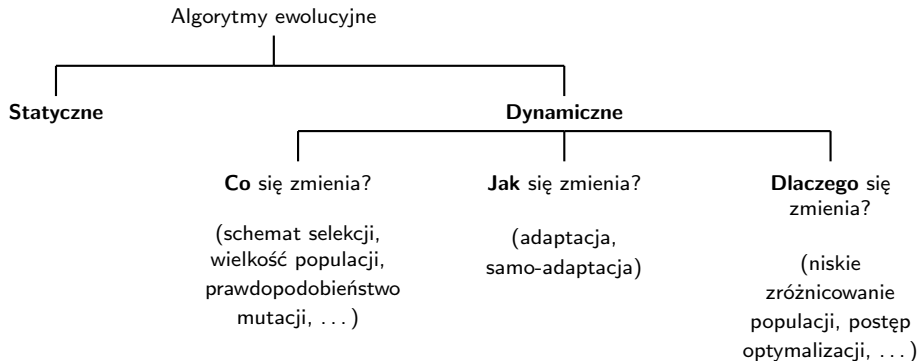 Algorytmy ewolucyjne
Statyczne
Dynamiczne
Co się zmienia?
(schemat selekcji,
wielkość populacji,
prawdopodobieństwo
mutacji, . . . )
Jak się zmienia?
(adaptacja,
samo-adaptacja)
Dlaczego się
zmienia?
(niskie
zróżnicowanie
populacji, postęp
optymalizacji, . . . )